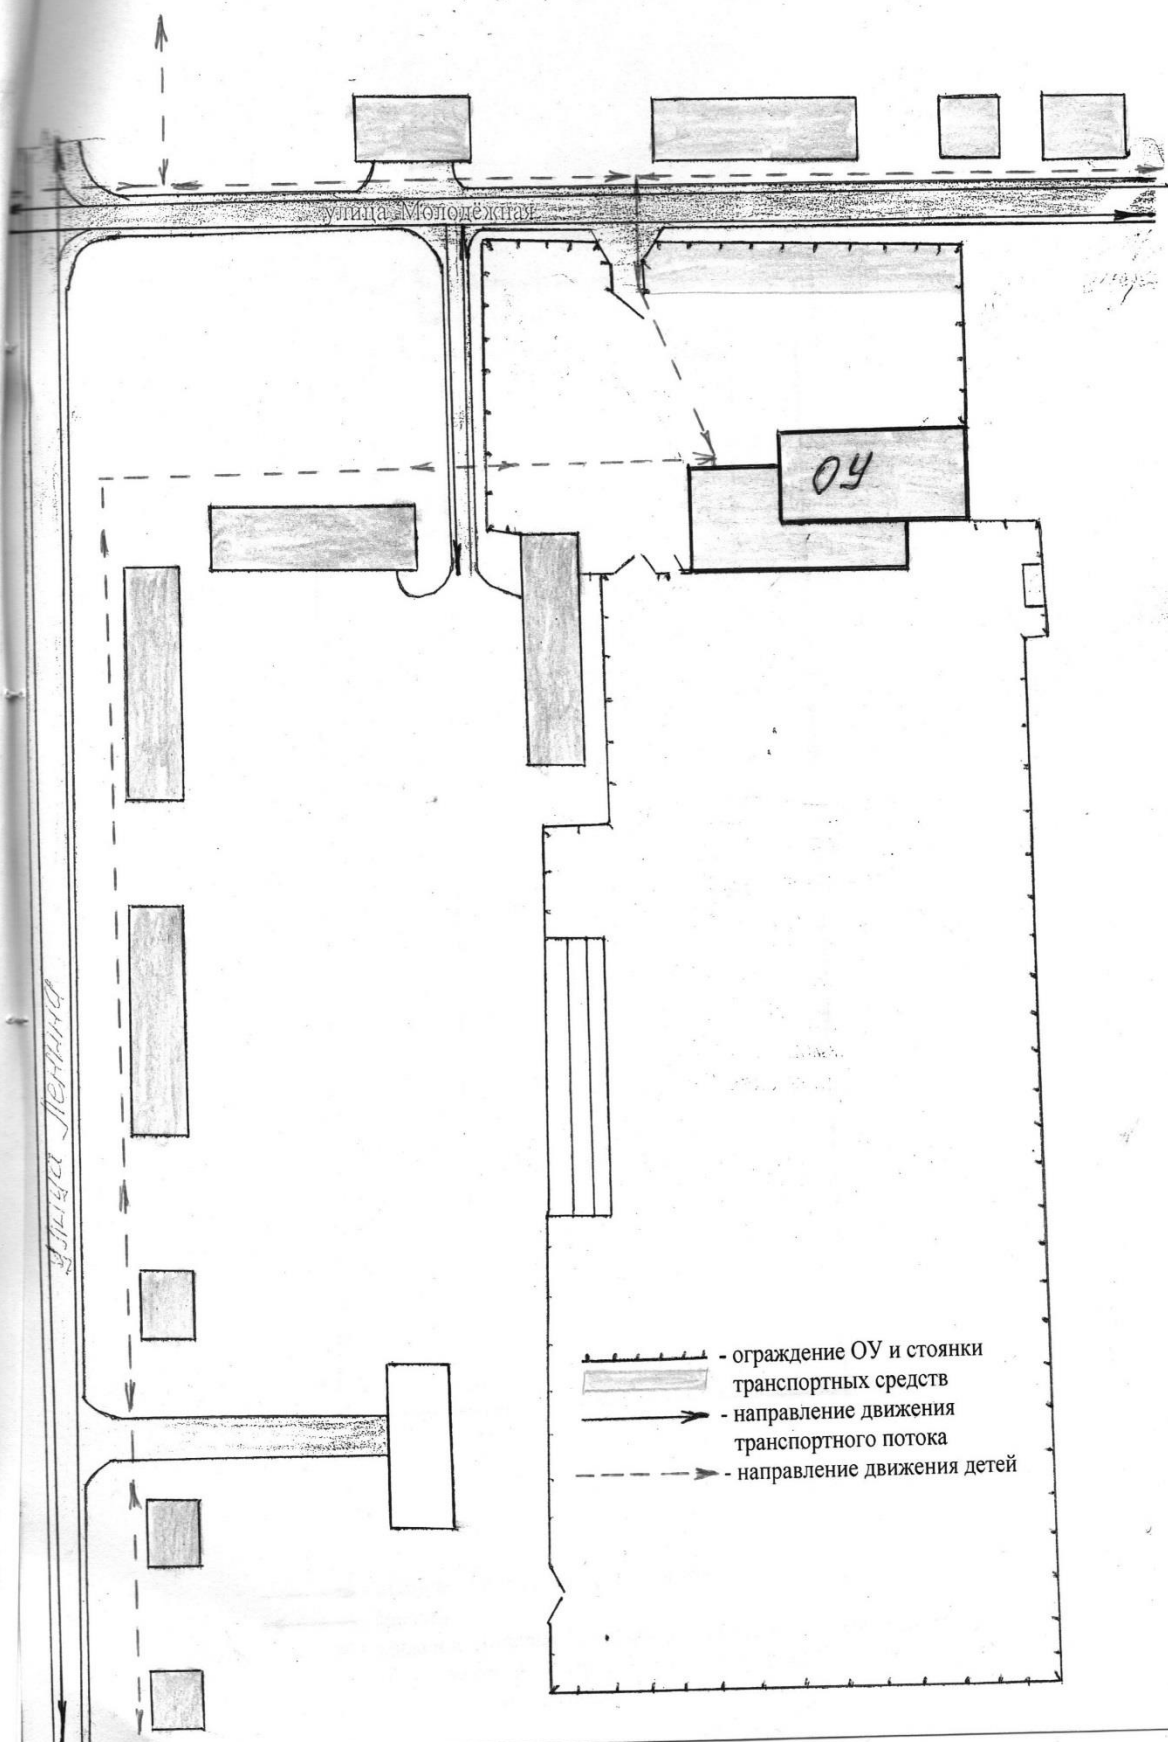 улица Молодёжная
ОУ
улица Ленина
- ограждение ОУ и стоянки
транспортных средств
- направление движения
транспортного потока
- направление движения детей